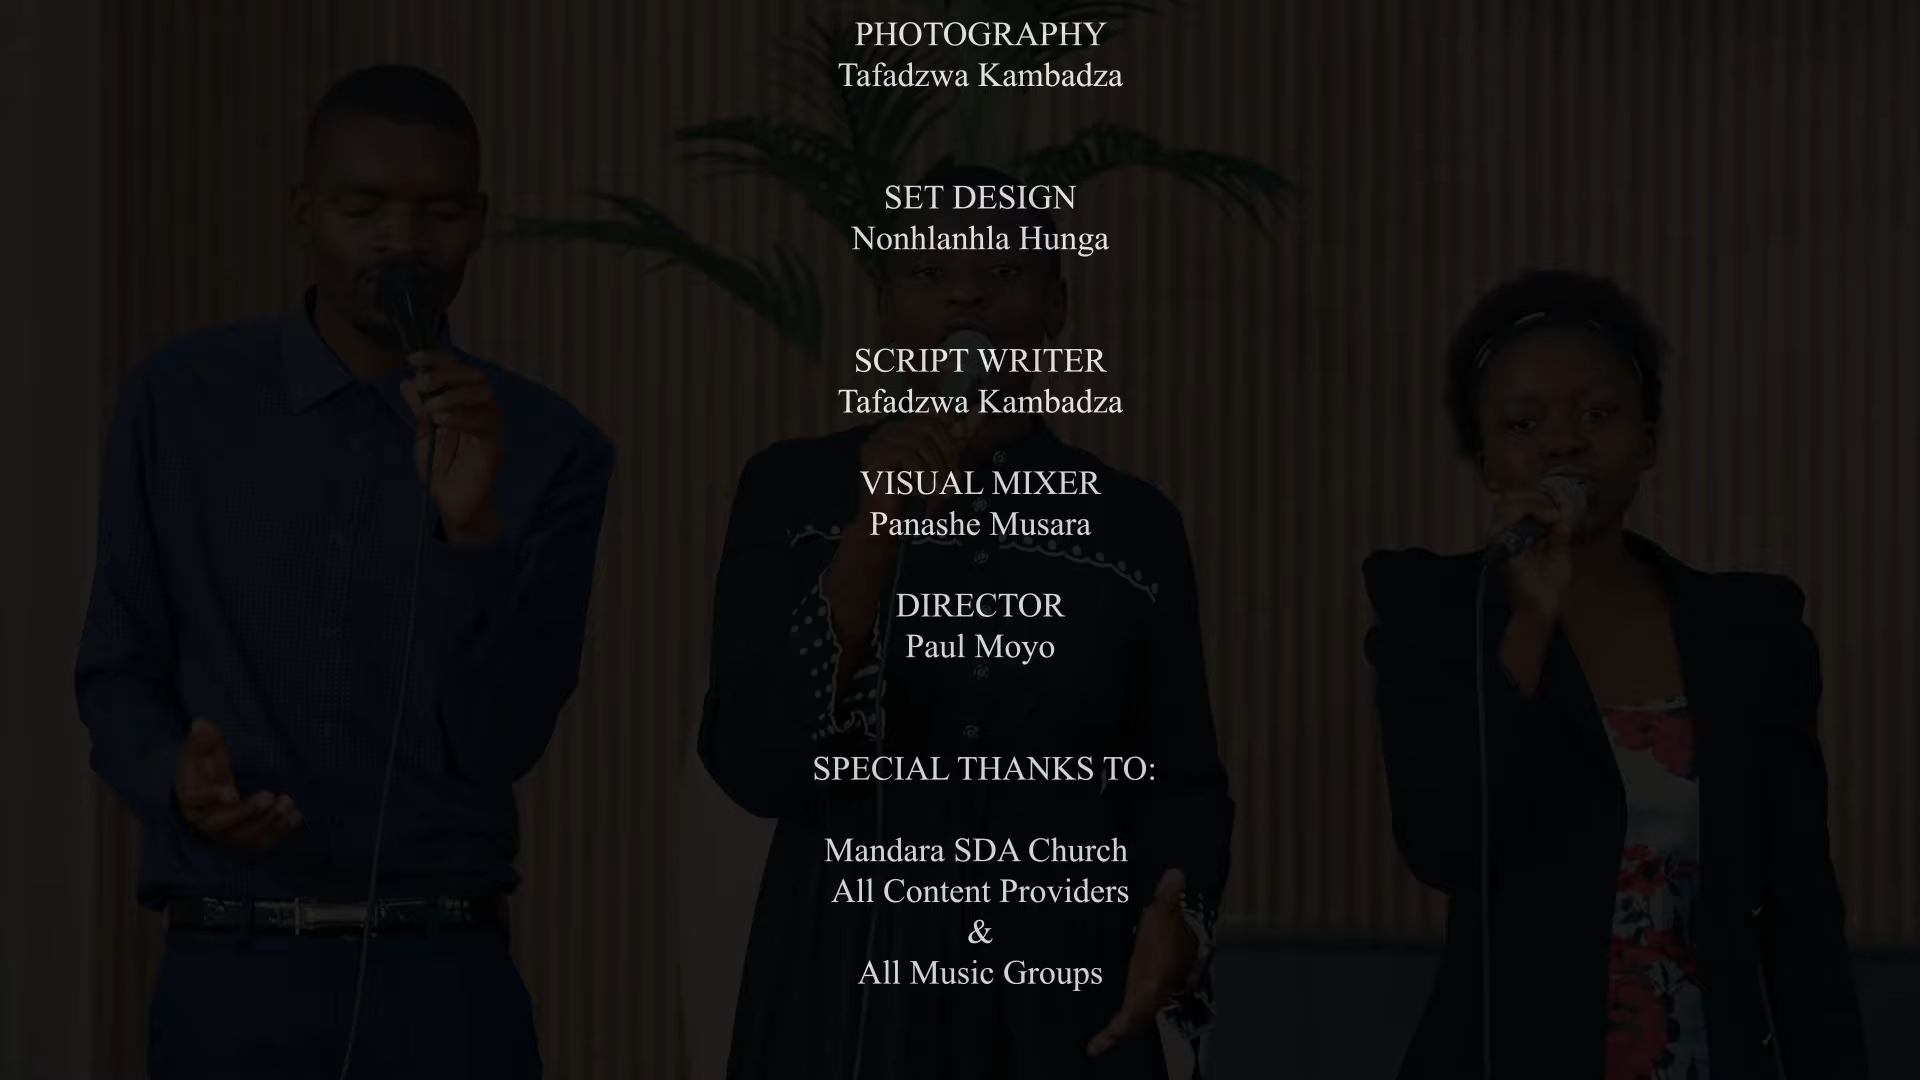 PHOTOGRAPHY
Tafadzwa Kambadza
SET DESIGN
Nonhlanhla Hunga
SCRIPT WRITER
Tafadzwa Kambadza
VISUAL MIXER
Panashe Musara
DIRECTOR
Paul Moyo
SPECIAL THANKS TO:
Mandara SDA Church
All Content Providers
&
All Music Groups